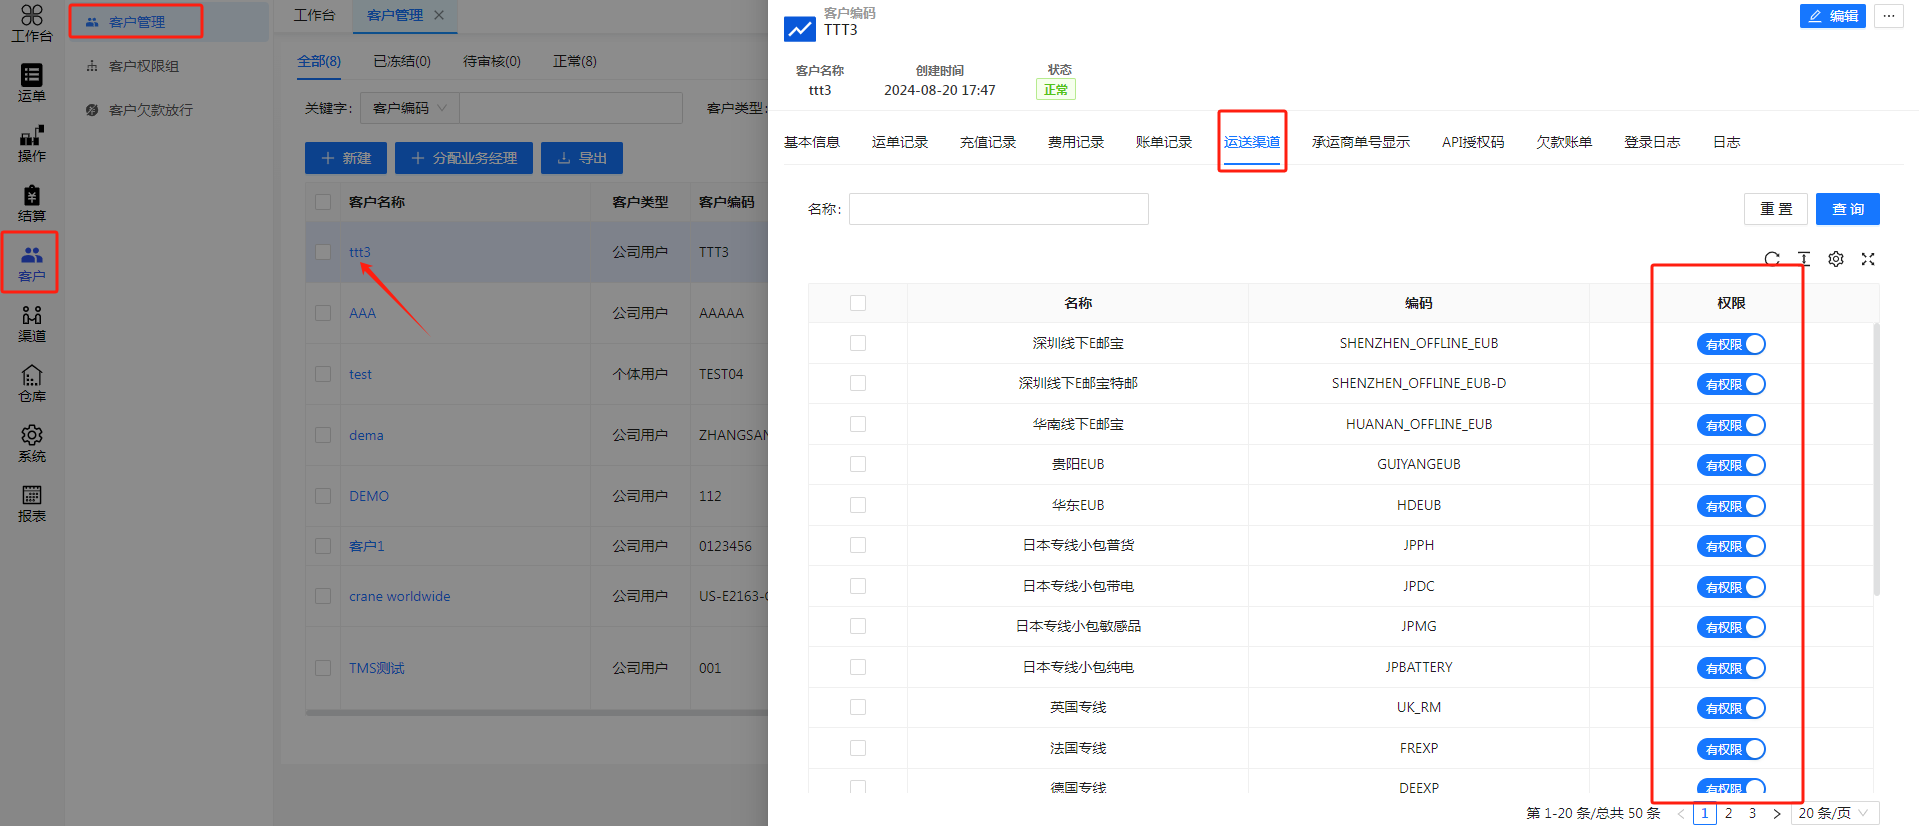 工作台
运单
操作
结算
客户
渠道
仓库
系统
报表
客户管理
客户权限组
客户欠款放行
工作台
客户管理
全部(8)
已冻结(0)
待审核(0)
正常(8)
关键字:
客户编码
客户类型:
新建
分配业务经理
导出
客户名称 客户类型 客户编码
ttt3 公司用户 TTT3
AAA 公司用户 AAAAA
test 个体用户 TEST04
dema 公司用户 ZHANGSAN
DEMO 公司用户 112
客户1 公司用户 0123456
crane worldwide 公司用户 US-E2163-
TMS测试 公司用户 001
客户编码
TTT3
编辑
客户名称 创建时间 状态
ttt3 2024-08-20 17:47 正常
基本信息 运单记录 充值记录 费用记录 账单记录 运送渠道 承运商单号显示 API授权码 欠款账单 登录日志 日志
名称:
重 置
查 询
名称 编码 权限
深圳线下E邮宝 SHENZHEN_OFFLINE_EUB 有权限
深圳线下E邮宝特邮 SHENZHEN_OFFLINE_EUB-D 有权限
华南线下E邮宝 HUANAN_OFFLINE_EUB 有权限
贵阳EUB GUIYANGEUB 有权限
华东EUB HDEUB 有权限
日本专线小包普货 JPPH 有权限
日本专线小包带电 JPDC 有权限
日本专线小包敏感品 JPMG 有权限
日本专线小包纯电 JPBATTERY 有权限
英国专线 UK_RM 有权限
法国专线 FREXP 有权限
德国专线 DEEXP 有权限
第 1-20 条/总共 50 条 < 1 2 3 > 20 条/页